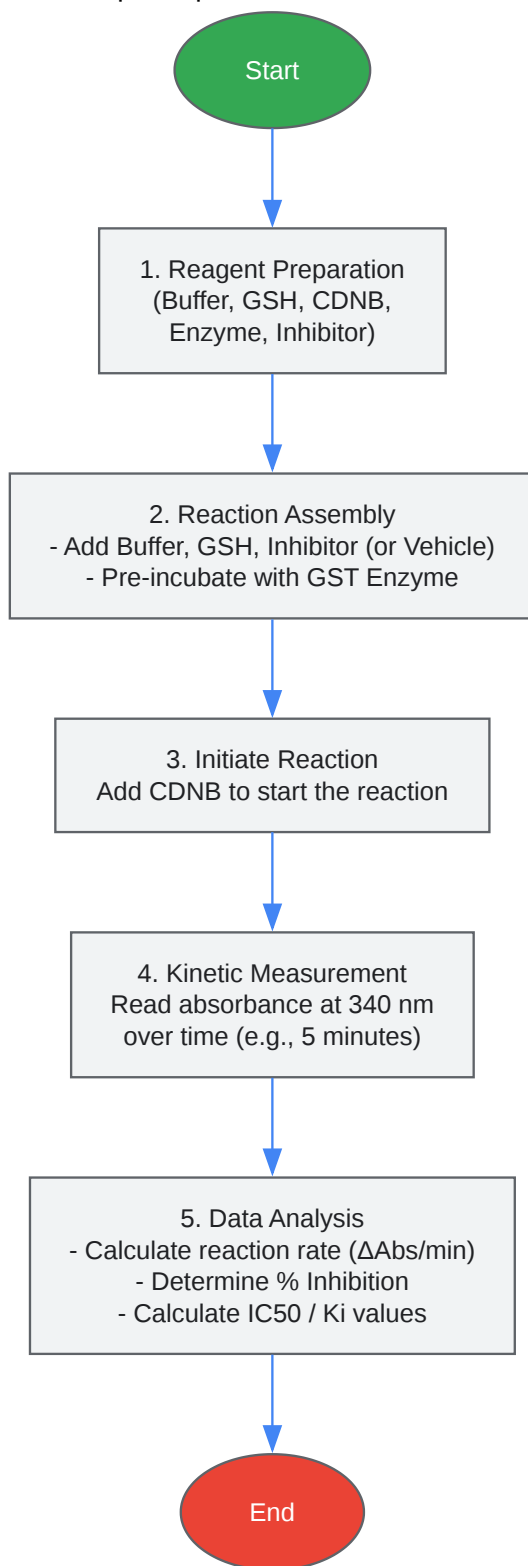 Start
1. Reagent Preparation
(Buffer, GSH, CDNB,
Enzyme, Inhibitor)
2. Reaction Assembly
- Add Buffer, GSH, Inhibitor (or Vehicle)
- Pre-incubate with GST Enzyme
3. Initiate Reaction
Add CDNB to start the reaction
4. Kinetic Measurement
Read absorbance at 340 nm
over time (e.g., 5 minutes)
5. Data Analysis
- Calculate reaction rate (ΔAbs/min)
- Determine % Inhibition
- Calculate IC50 / Ki values
End